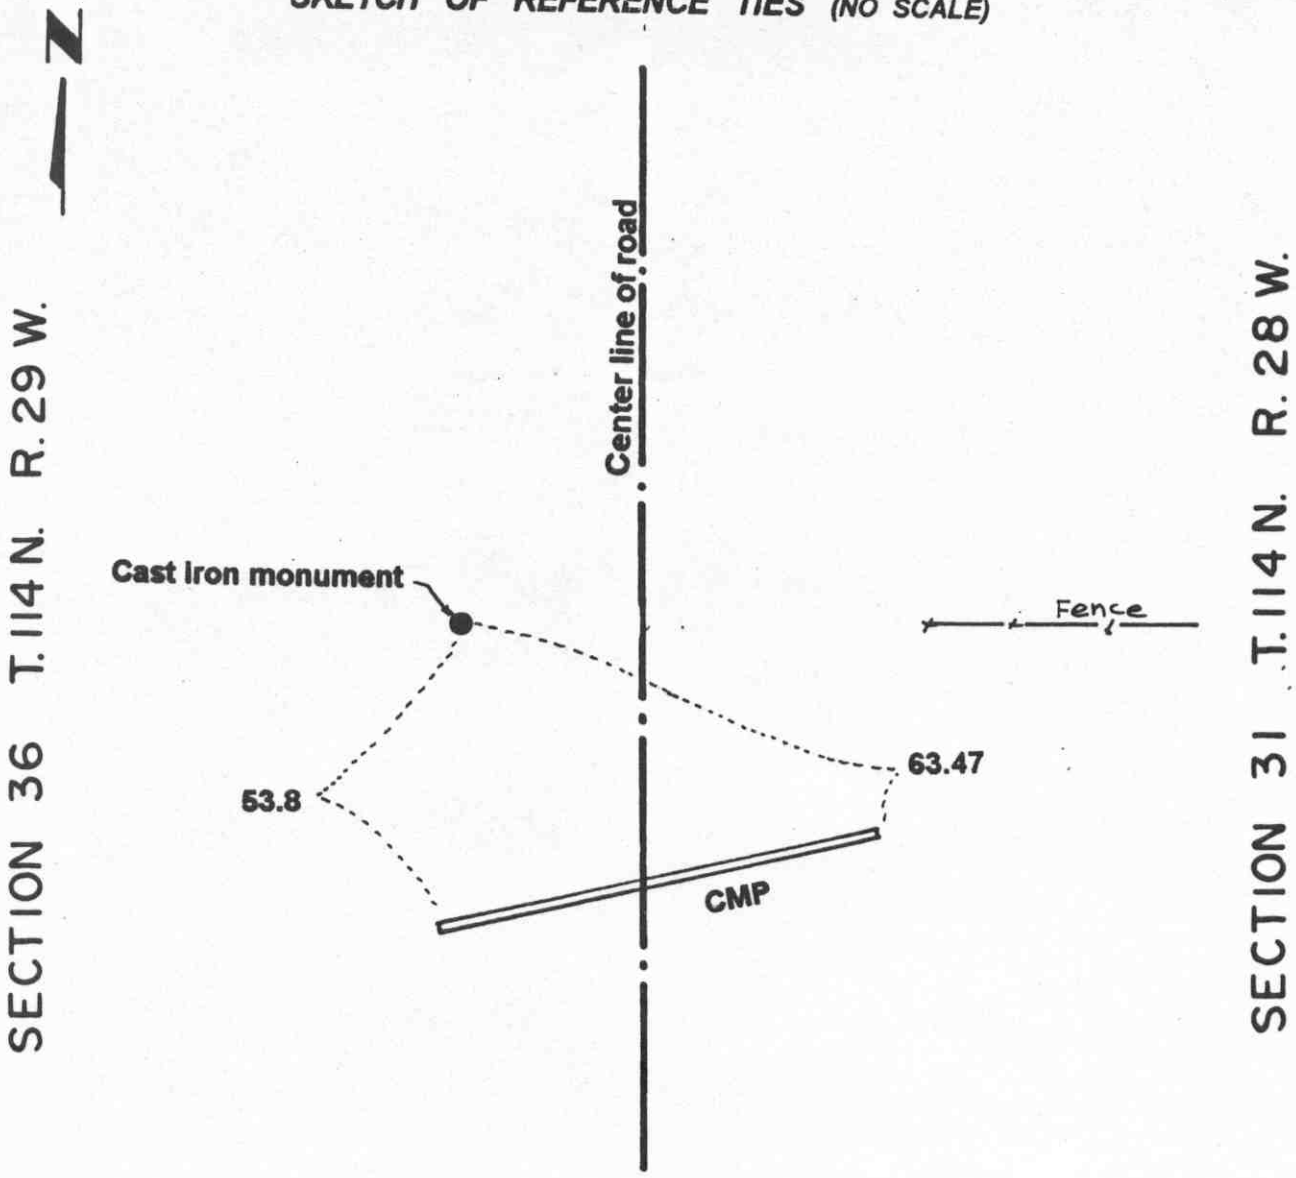 SKETCH OF REFERENCE TIES (NO SCALE)
N
SECTION 36 T.114 N. R. 29 W.
Center line of road
SECTION 31 T. 114 N. R. 28 W.
Cast Iron monument
Fence
63.47
53.8
CMP